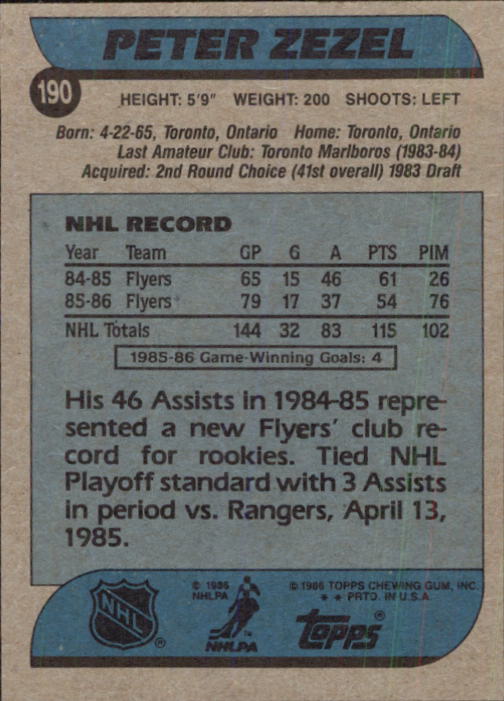 PETER ZEZEL
190
HEIGHT: 5'9" WEIGHT: 200 SHOOTS: LEFT
Born: 4-22-65, Toronto, Ontario Home: Toronto, Ontario
Last Amateur Club: Toronto Marlboros (1983-84)
Acquired: 2nd Round Choice (41st overall) 1983 Draft
NHL RECORD
Year Team GP G A PTS PIM
84-85 Flyers 65 15 46 61 26
85-86 Flyers 79 17 37 54 76
NHL Totals 144 32 83 115 102
1985-86 Game-Winning Goals: 4
His 46 Assists in 1984-85 repre-
sented a new Flyers' club re-
cord for rookies. Tied NHL
Playoff standard with 3 Assists
in period vs. Rangers, April 13,
1985.
NHL ®
© 1986
NHLPA
NHLPA
© 1986 TOPPS CHEWING GUM, INC.
★ ★ PRTD. IN U.S.A.
topps®